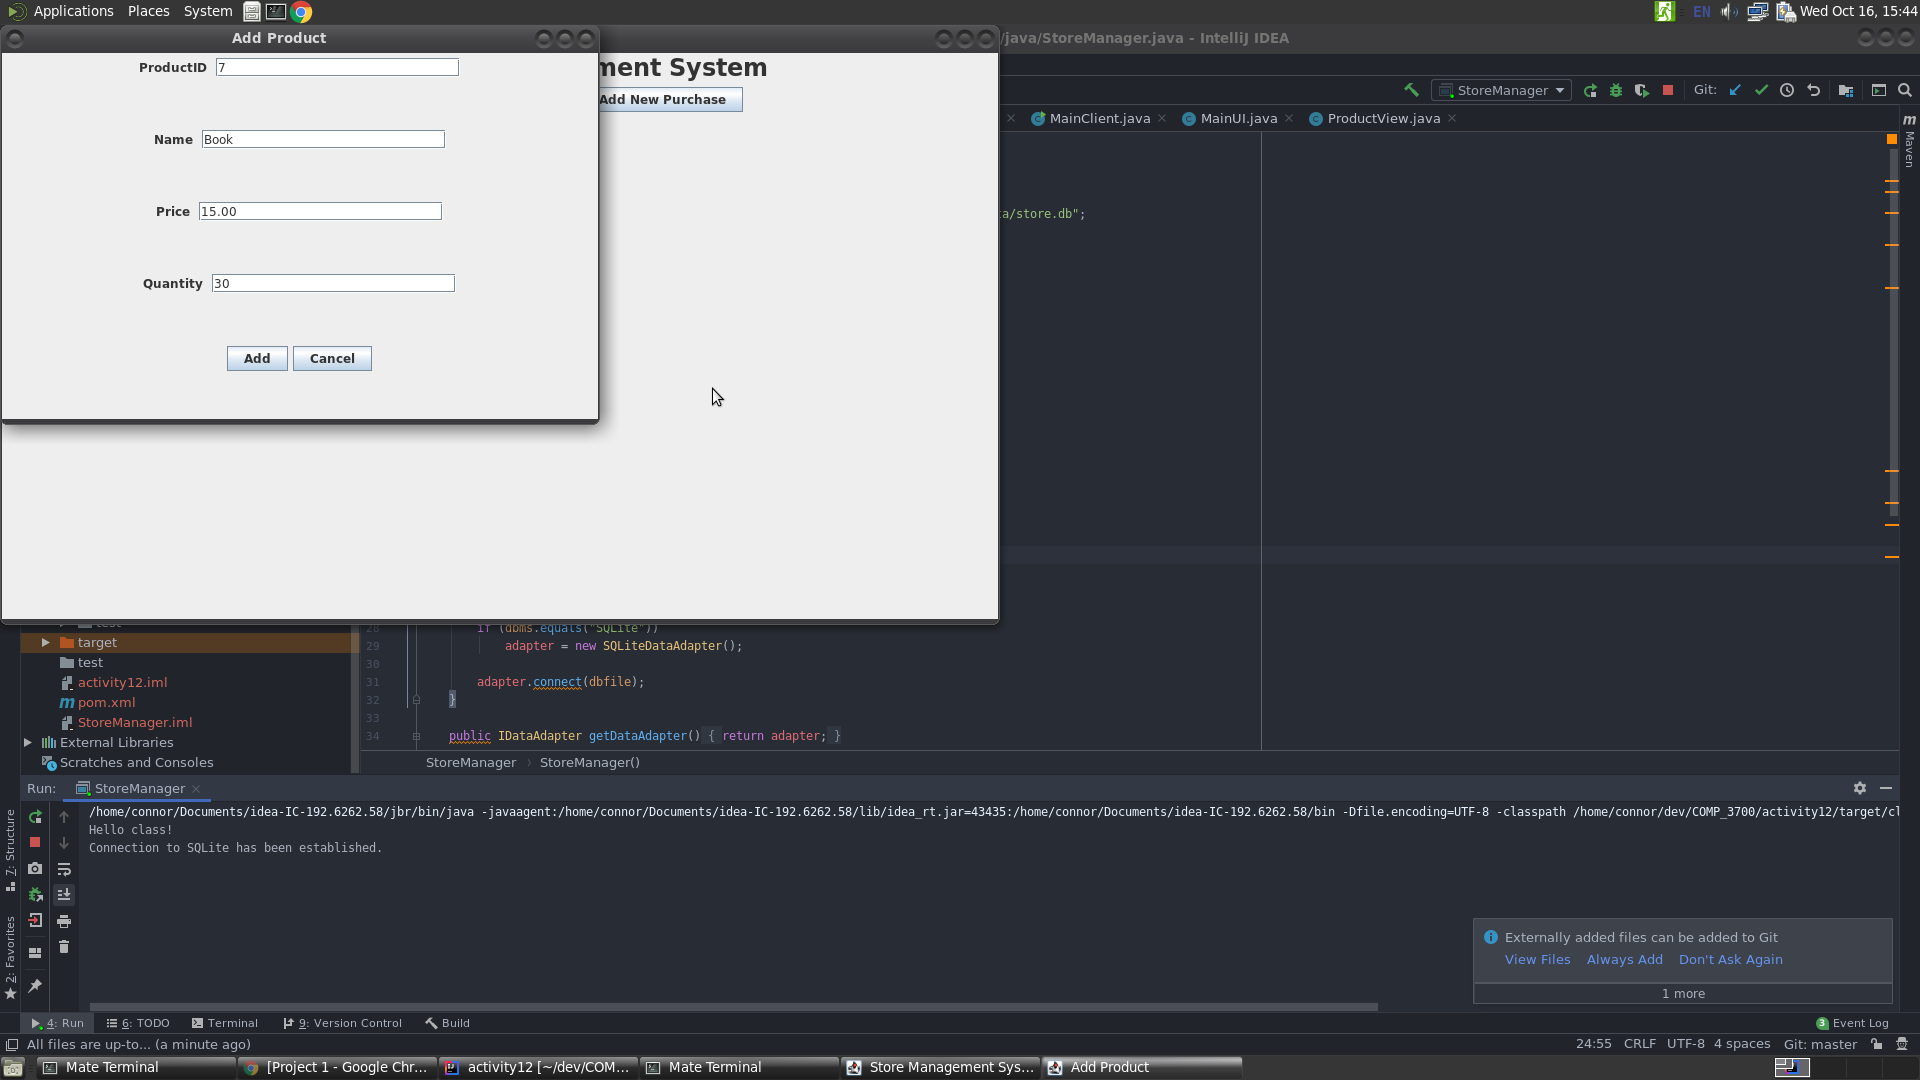 Applications Places System
EN
Wed Oct 16, 15:44
Add Product
/java/StoreManager.java - IntelliJ IDEA
ProductID 7
ment System
Add New Purchase
StoreManager
Git:
MainClient.java
MainUI.java
ProductView.java
m
Maven
Name Book
Price 15.00
a/store.db";
Quantity 30
Add
Cancel
test
target
test
activity12.iml
m pom.xml
StoreManager.iml
External Libraries
Scratches and Consoles
28 if (dbms.equals("SQLite"))
29 adapter = new SQLiteDataAdapter();
30
31 adapter.connect(dbfile);
32 }
33
34 public IDataAdapter getDataAdapter() { return adapter; }
StoreManager › StoreManager()
Run: StoreManager
/home/connor/Documents/idea-IC-192.6262.58/jbr/bin/java -javaagent:/home/connor/Documents/idea-IC-192.6262.58/lib/idea_rt.jar=43435:/home/connor/Documents/idea-IC-192.6262.58/bin -Dfile.encoding=UTF-8 -classpath /home/connor/dev/COMP_3700/activity12/target/cl
Hello class!
Connection to SQLite has been established.
7: Structure
2: Favorites
Externally added files can be added to Git
View Files Always Add Don't Ask Again
1 more
4: Run
6: TODO
Terminal
9: Version Control
Build
3 Event Log
All files are up-to... (a minute ago)
24:55 CRLF UTF-8 4 spaces Git: master
Mate Terminal
[Project 1 - Google Chr...
activity12 [~/dev/COM...
Mate Terminal
Store Management Sys...
Add Product